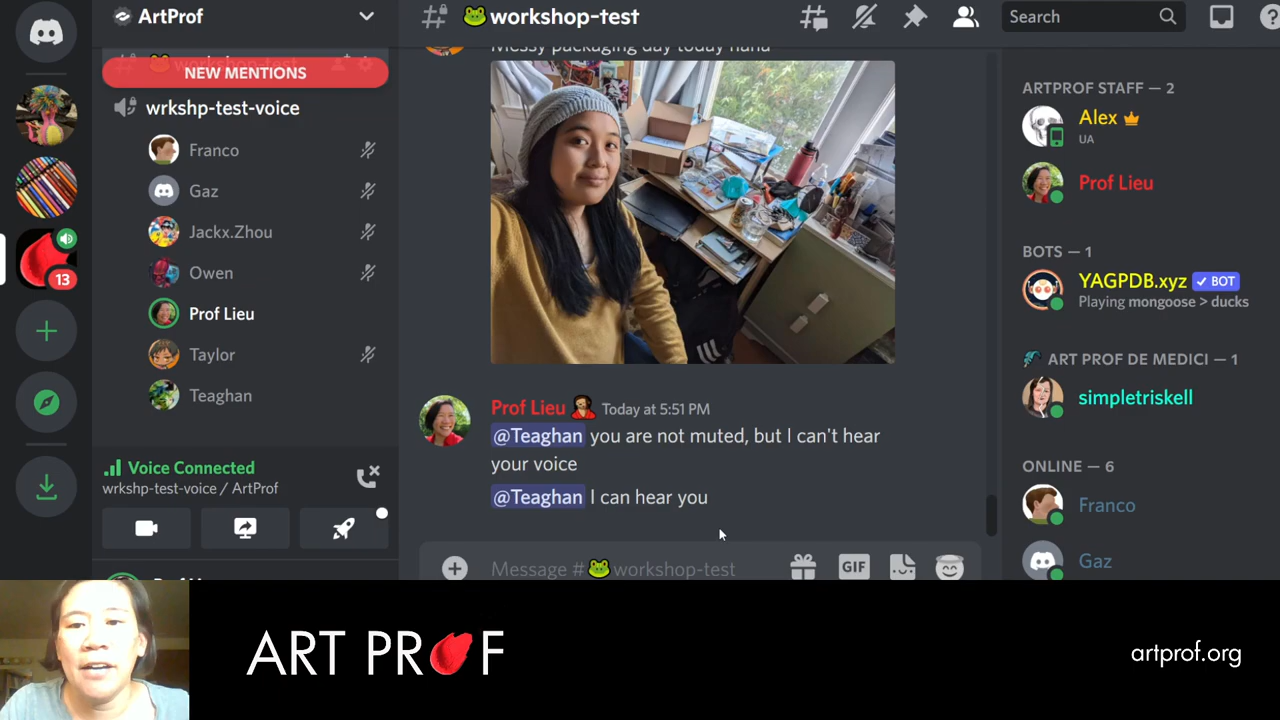 ArtProf
workshop-test
Search
NEW MENTIONS
wrkshp-test-voice
Franco
Gaz
Jackx.Zhou
Owen
Prof Lieu
Taylor
Teaghan
13
Voice Connected
wrkshp-test-voice / ArtProf
Messy packaging day today haha
Prof Lieu Today at 5:51 PM
@Teaghan you are not muted, but I can't hear
your voice
@Teaghan I can hear you
Message # workshop-test
GIF
ARTPROF STAFF — 2
Alex
UA
Prof Lieu
BOTS — 1
YAGPDB.xyz ✓ BOT
Playing mongoose > ducks
ART PROF DE MEDICI — 1
simpletriskell
ONLINE — 6
Franco
Gaz
ART PROF
artprof.org